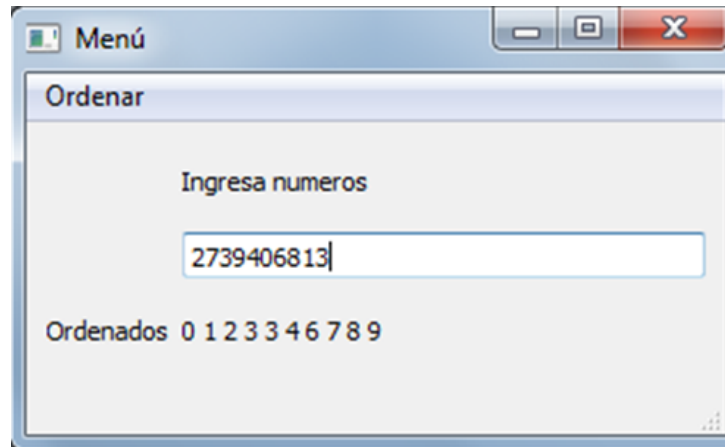 Menú
Ordenar
Ingresa numeros
2739406813
Ordenados 0 1 2 3 3 4 6 7 8 9